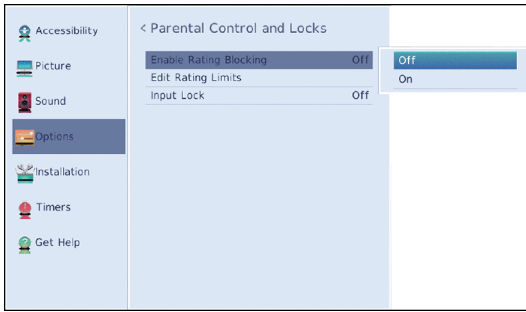 Accessibility
Picture
Sound
Options
Installation
Timers
Get Help
< Parental Control and Locks
Enable Rating Blocking Off
Edit Rating Limits
Input Lock Off
Off
On